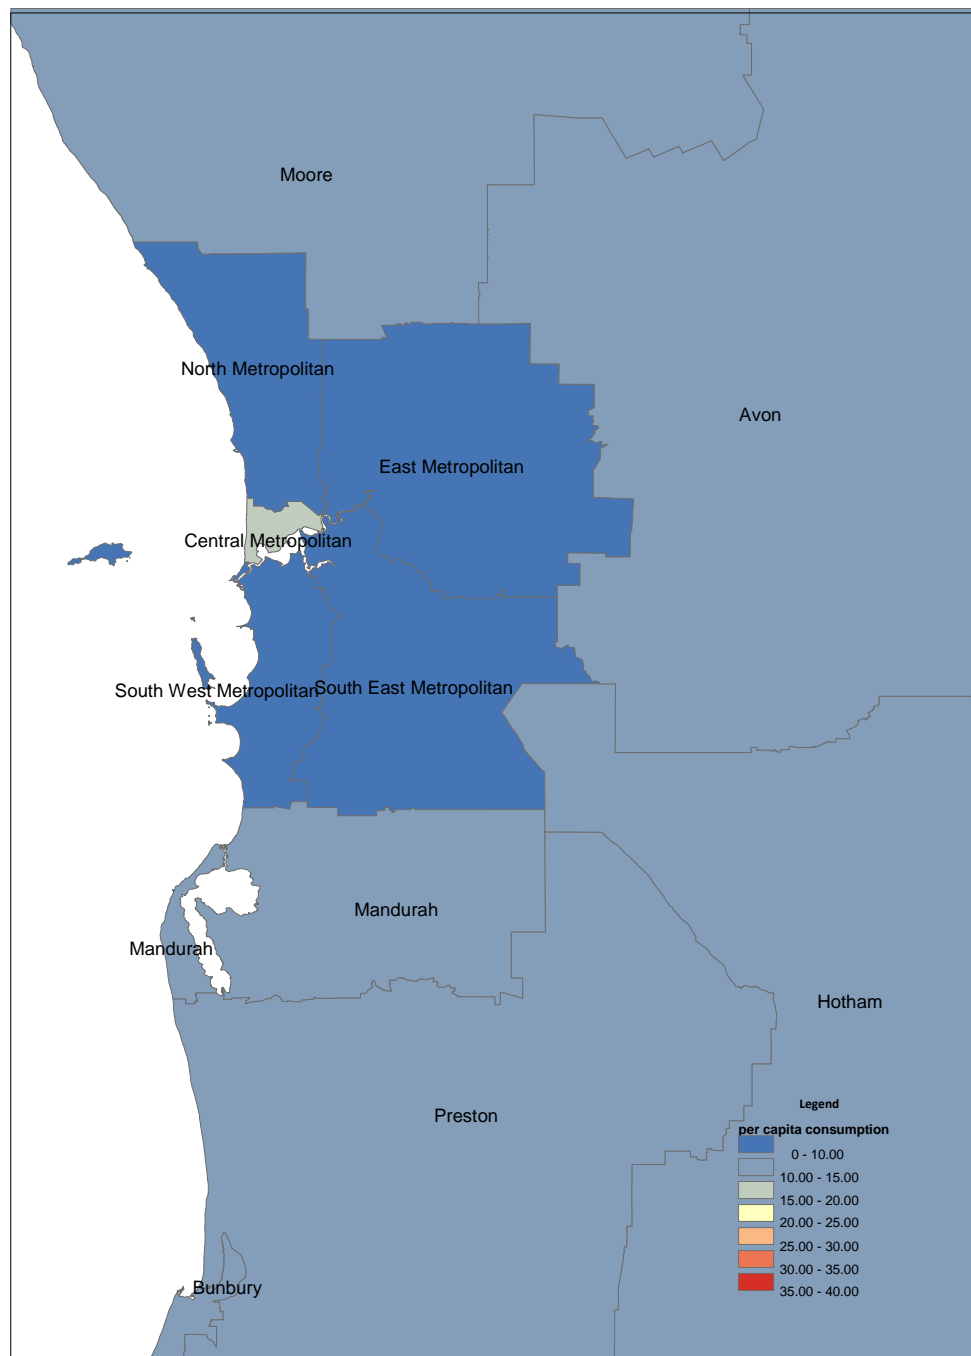 Moore
North Metropolitan
Avon
East Metropolitan
Central Metropolitan
South West Metropolitan
South East Metropolitan
Mandurah
Mandurah
Hotham
Preston
Bunbury
Legend
per capita consumption
0 - 10.00
10.00 - 15.00
15.00 - 20.00
20.00 - 25.00
25.00 - 30.00
30.00 - 35.00
35.00 - 40.00